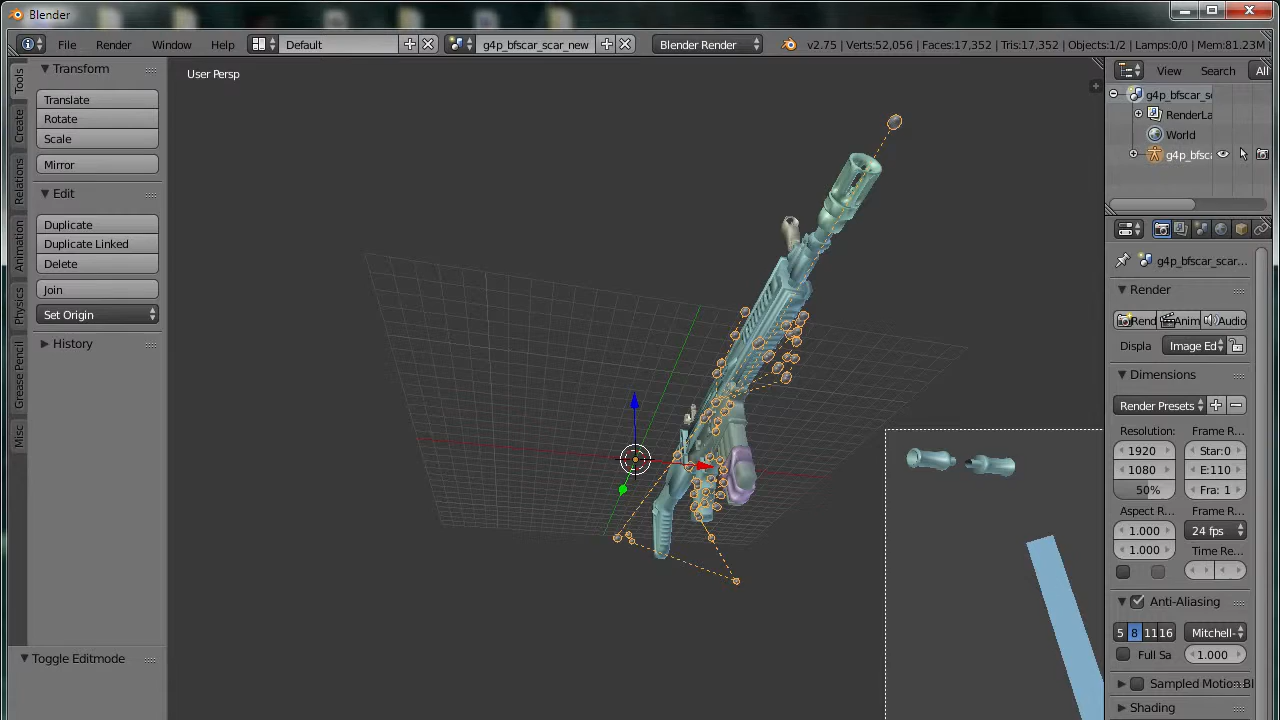 Blender
File Render Window Help Default g4p_bfscar_scar_new Blender Render v2.75 | Verts:52,056 | Faces:17,352 | Tris:17,352 | Objects:1/2 | Lamps:0/0 | Mem:81.23M
Tools
Create
Relations
Animation
Physics
Grease Pencil
Misc
Transform
Translate
Rotate
Scale
Mirror
Edit
Duplicate
Duplicate Linked
Delete
Join
Set Origin
History
Toggle Editmode
User Persp
View Search All
g4p_bfscar_s
RenderLa
World
g4p_bfsc
g4p_bfscar_scar...
Render
Rend Anim Audio
Displa Image Ed
Dimensions
Render Presets
Resolution: Frame R...
1920 Star:0
1080 E:110
50% Fra: 1
Aspect R... Frame R...
1.000 24 fps
1.000 Time Re...
Anti-Aliasing
5 8 11 16 Mitchell-
Full Sa 1.000
Sampled Motion Bl
Shading